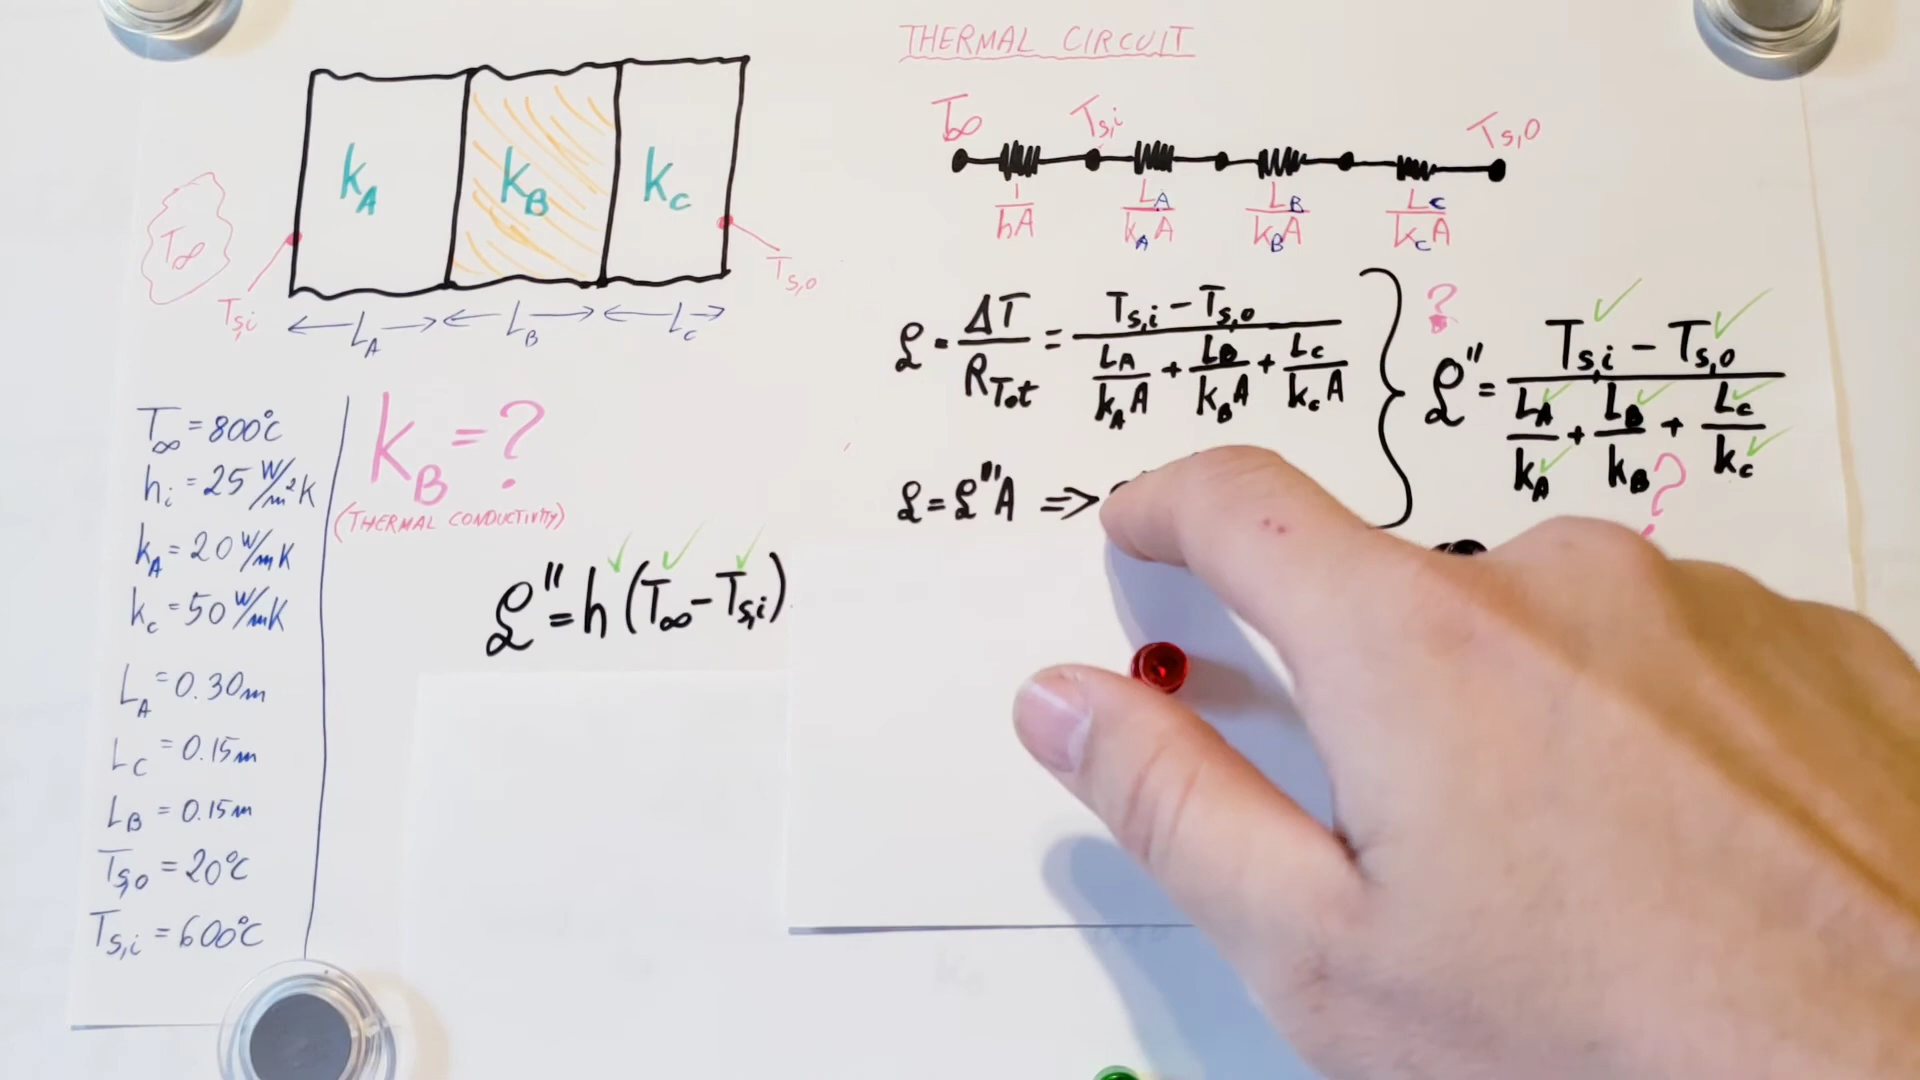 THERMAL CIRCUIT
T∞ Ts,i Ts,o
1/hA LA/kAA LB/kBA Lc/kcA
kA kB kc
T∞
Ts,i
Ts,o
LA LB Lc
q = ΔT/RTot = (Ts,i - Ts,o)/(LA/kAA + LB/kBA + Lc/kcA)
?
q" = (Ts,i - Ts,o)/(LA/kA + LB/kB + Lc/kc)
?
q = q"A =>
T∞ = 800°C
hi = 25 W/m²K
kA = 20 W/mK
kc = 50 W/mK
LA = 0.30m
LC = 0.15m
LB = 0.15m
Ts,o = 20°C
Ts,i = 600°C
kB = ?
(THERMAL CONDUCTIVITY)
q" = h (T∞ - Ts,i)